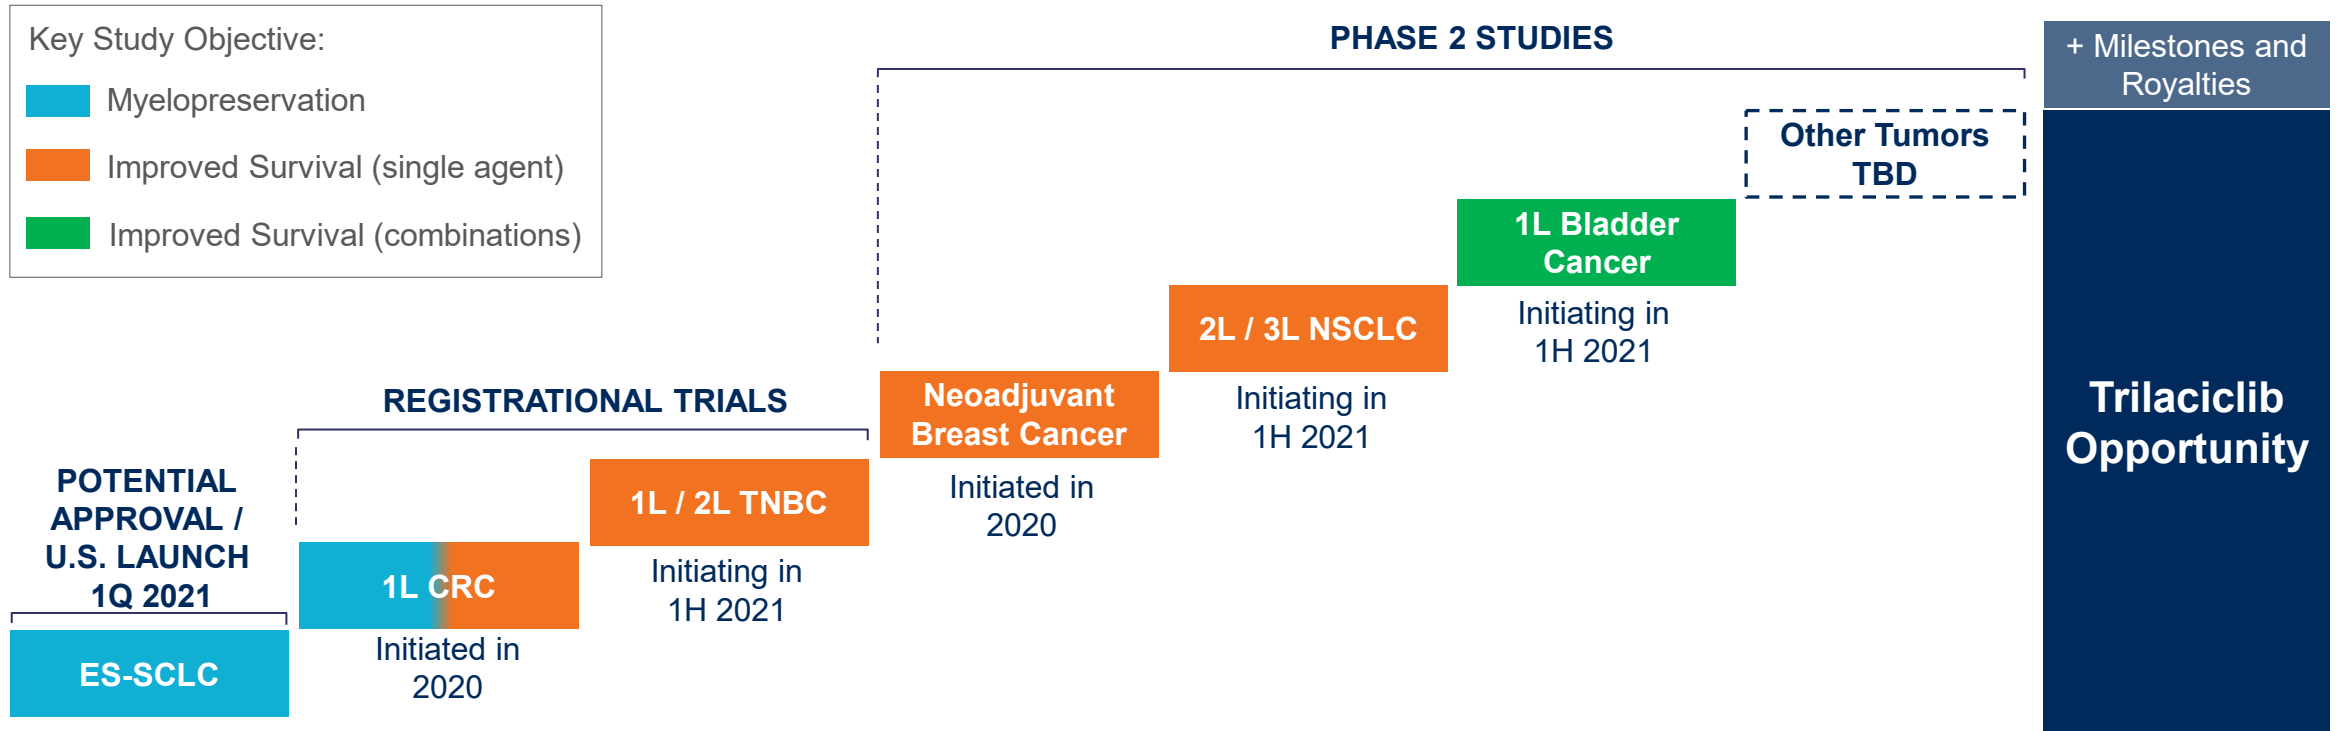 Key Study Objective:
Myelopreservation
Improved Survival (single agent)
Improved Survival (combinations)
POTENTIAL
APPROVAL /
U.S. LAUNCH
1Q 2021
ES-SCLC
REGISTRATIONAL TRIALS
1L CRC
Initiated in
2020
1L / 2L TNBC
Initiating in
1H 2021
PHASE 2 STUDIES
Neoadjuvant
Breast Cancer
Initiated in
2020
2L / 3L NSCLC
Initiating in
1H 2021
1L Bladder
Cancer
Initiating in
1H 2021
Other Tumors
TBD
+ Milestones and
Royalties
Trilaciclib
Opportunity